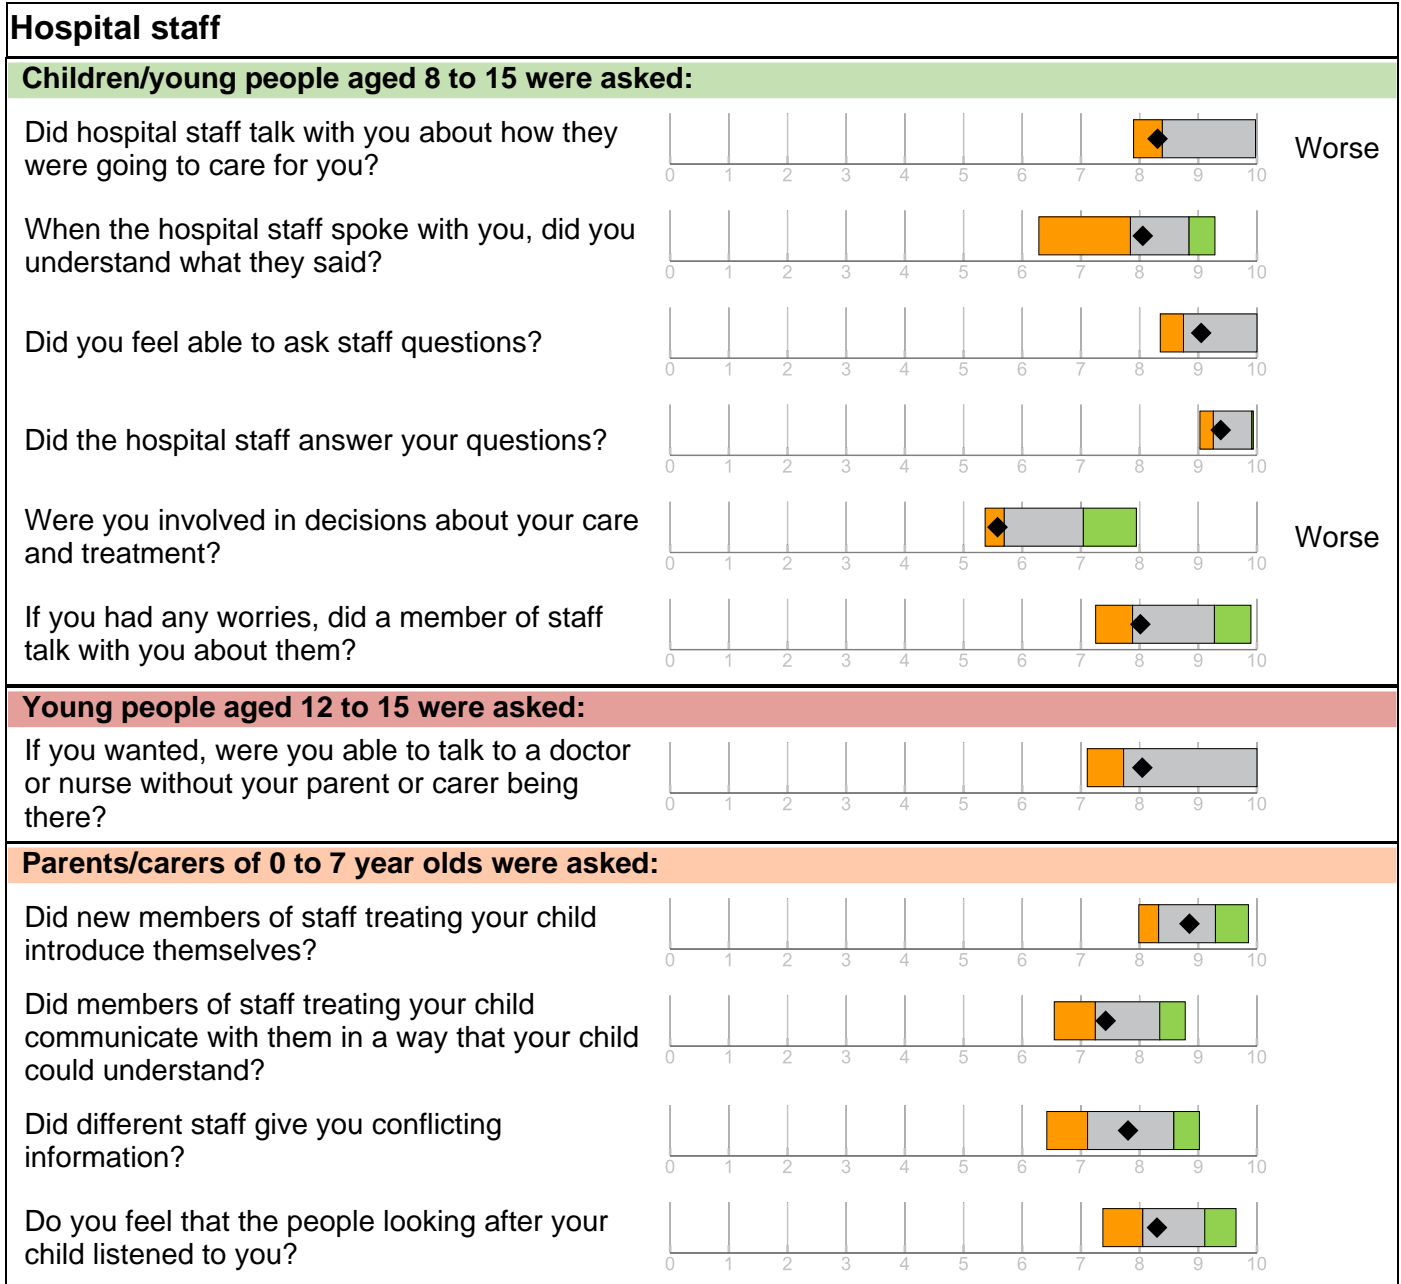 Hospital staff
Children/young people aged 8 to 15 were asked:
Did hospital staff talk with you about how they
were going to care for you?
Worse
0 1 2 3 4 5 6 7 8 9 10
When the hospital staff spoke with you, did you
understand what they said?
0 1 2 3 4 5 6 7 8 9 10
Did you feel able to ask staff questions?
0 1 2 3 4 5 6 7 8 9 10
Did the hospital staff answer your questions?
0 1 2 3 4 5 6 7 8 9 10
Were you involved in decisions about your care
and treatment?
Worse
0 1 2 3 4 5 6 7 8 9 10
If you had any worries, did a member of staff
talk with you about them?
0 1 2 3 4 5 6 7 8 9 10
Young people aged 12 to 15 were asked:
If you wanted, were you able to talk to a doctor
or nurse without your parent or carer being
there?
0 1 2 3 4 5 6 7 8 9 10
Parents/carers of 0 to 7 year olds were asked:
Did new members of staff treating your child
introduce themselves?
0 1 2 3 4 5 6 7 8 9 10
Did members of staff treating your child
communicate with them in a way that your child
could understand?
0 1 2 3 4 5 6 7 8 9 10
Did different staff give you conflicting
information?
0 1 2 3 4 5 6 7 8 9 10
Do you feel that the people looking after your
child listened to you?
0 1 2 3 4 5 6 7 8 9 10